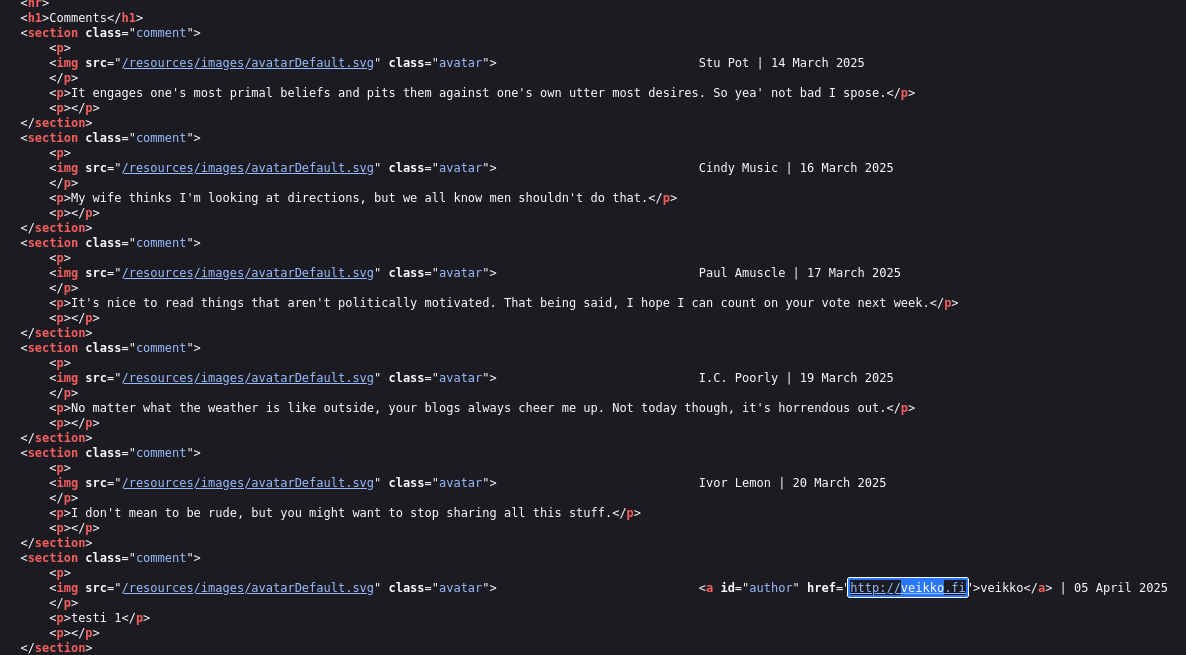 <hr>
<h1>Comments</h1>
<section class="comment">
<p>
<img src="/resources/images/avatarDefault.svg" class="avatar"> Stu Pot | 14 March 2025
</p>
<p>It engages one's most primal beliefs and pits them against one's own utter most desires. So yea' not bad I spose.</p>
<p></p>
</section>
<section class="comment">
<p>
<img src="/resources/images/avatarDefault.svg" class="avatar"> Cindy Music | 16 March 2025
</p>
<p>My wife thinks I'm looking at directions, but we all know men shouldn't do that.</p>
<p></p>
</section>
<section class="comment">
<p>
<img src="/resources/images/avatarDefault.svg" class="avatar"> Paul Amuscle | 17 March 2025
</p>
<p>It's nice to read things that aren't politically motivated. That being said, I hope I can count on your vote next week.</p>
<p></p>
</section>
<section class="comment">
<p>
<img src="/resources/images/avatarDefault.svg" class="avatar"> I.C. Poorly | 19 March 2025
</p>
<p>No matter what the weather is like outside, your blogs always cheer me up. Not today though, it's horrendous out.</p>
<p></p>
</section>
<section class="comment">
<p>
<img src="/resources/images/avatarDefault.svg" class="avatar"> Ivor Lemon | 20 March 2025
</p>
<p>I don't mean to be rude, but you might want to stop sharing all this stuff.</p>
<p></p>
</section>
<section class="comment">
<p>
<img src="/resources/images/avatarDefault.svg" class="avatar"> <a id="author" href="http://veikko.fi">veikko</a> | 05 April 2025
</p>
<p>testi 1</p>
<p></p>
</section>